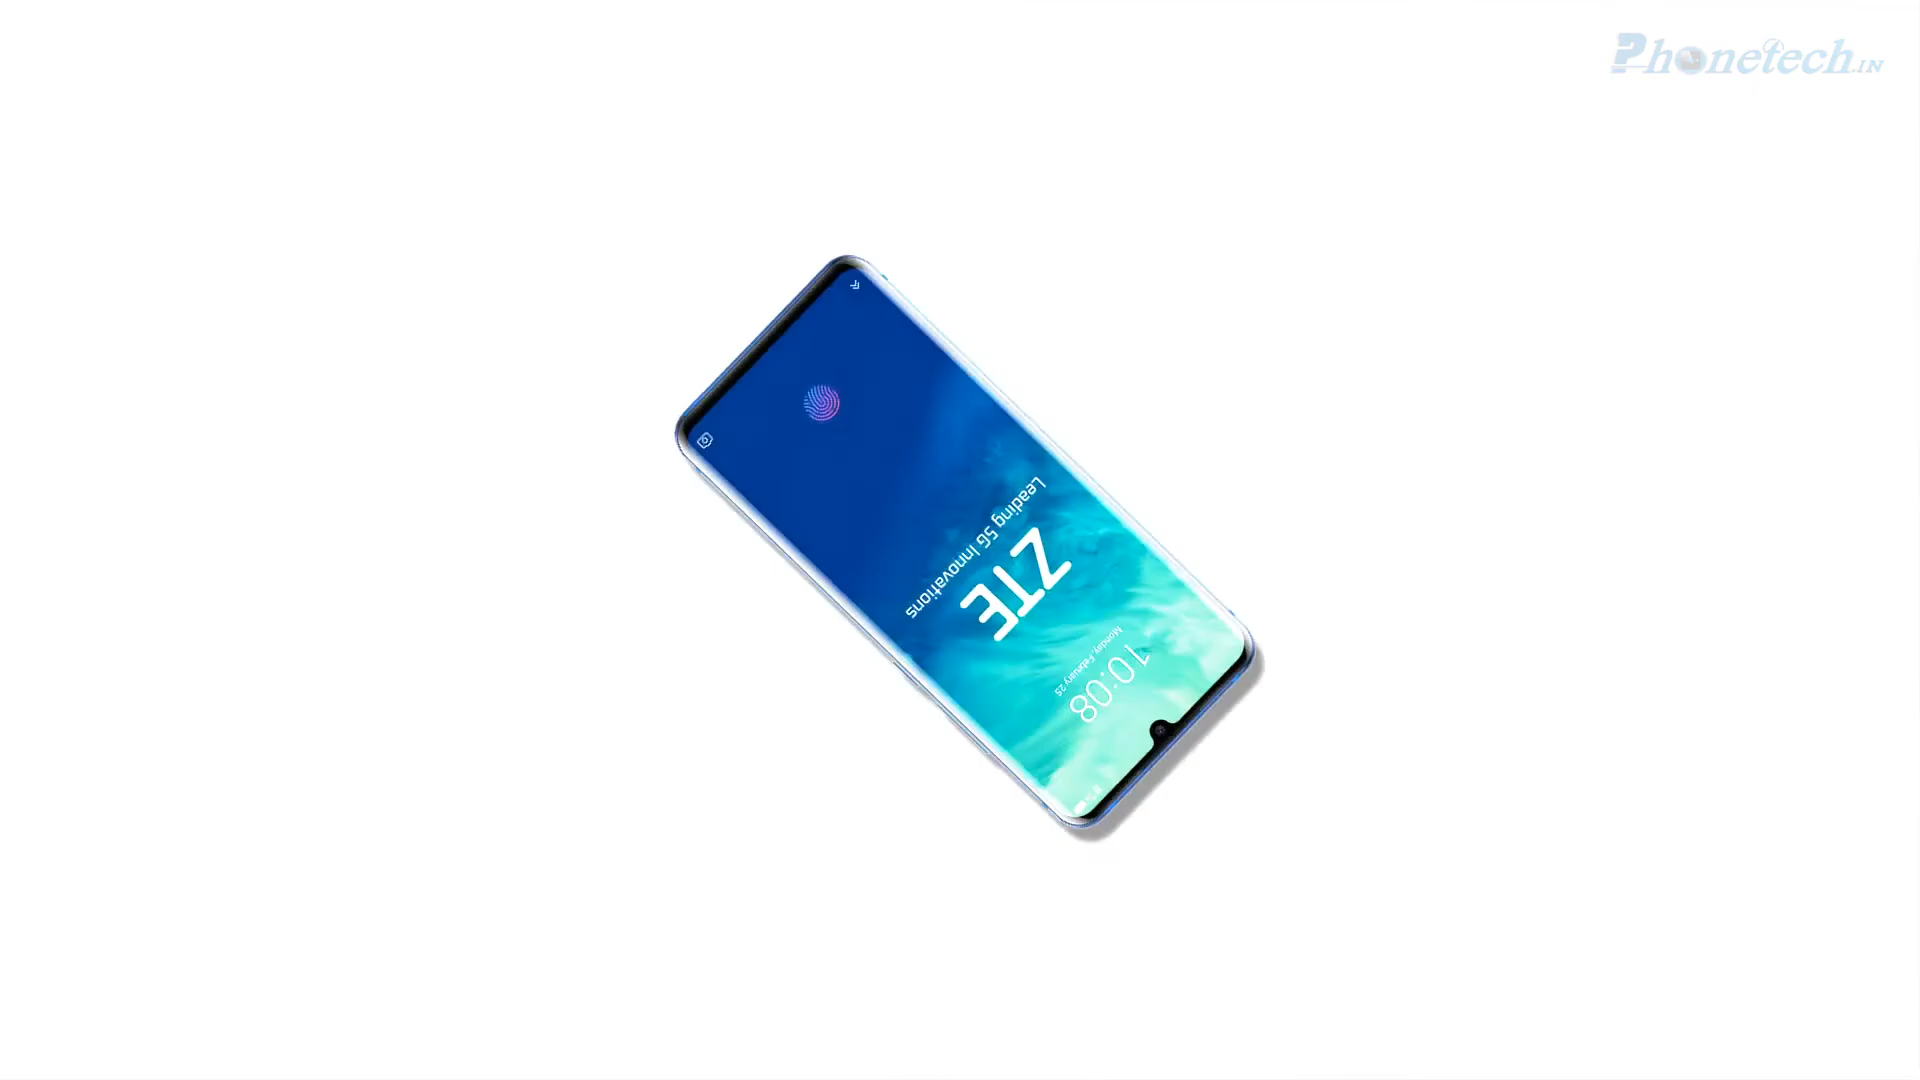 Phonetech.IN
10:08
Monday, February 25
ZTE
Leading 5G Innovations